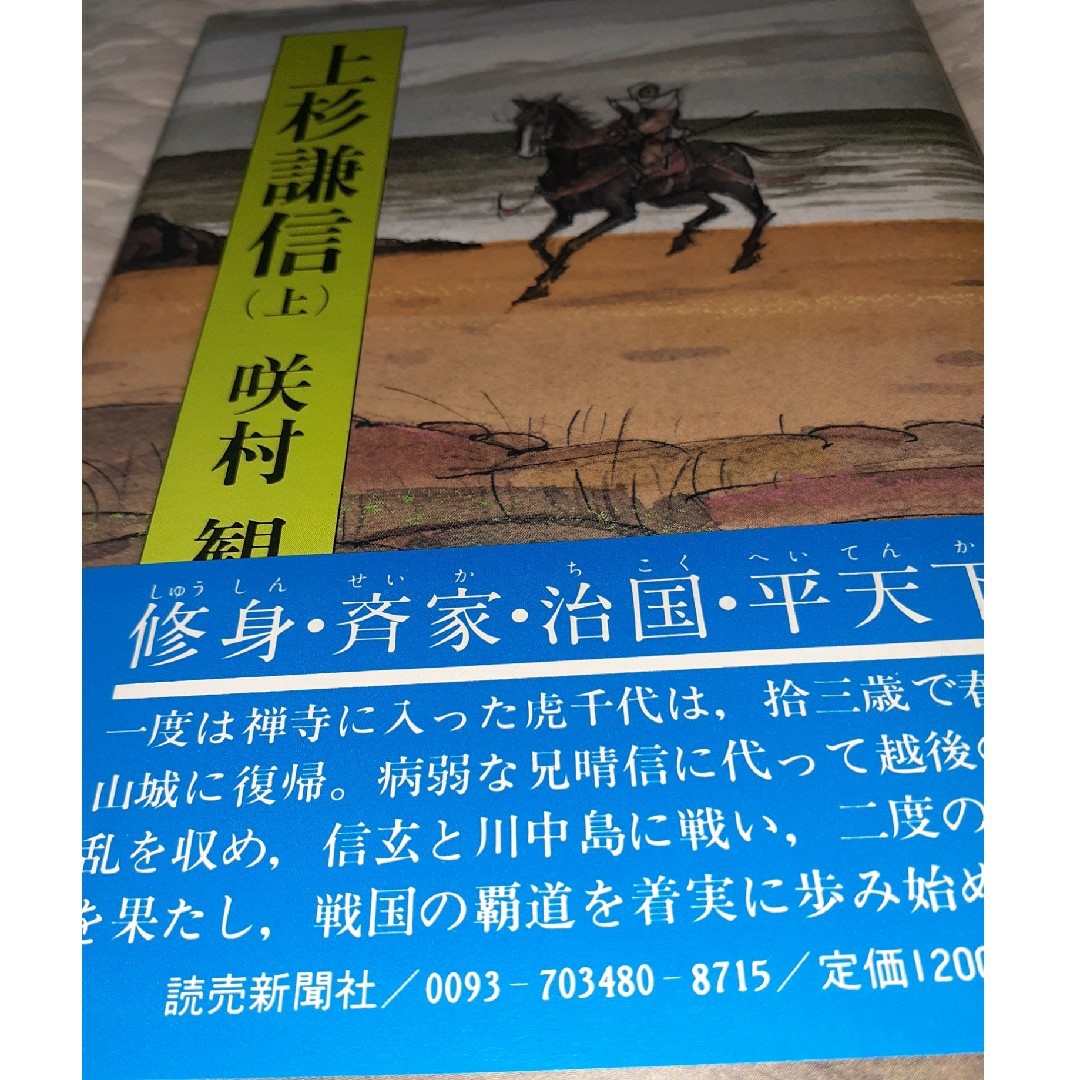 上杉謙信（上）
咲村 観
しゅう しん せい か ち こく へい てん か
修身・斉家・治国・平天下
一度は禅寺に入った虎千代は，拾三歳で春
山城に復帰。病弱な兄晴信に代って越後の
乱を収め，信玄と川中島に戦い，二度の
を果たし，戦国の覇道を着実に歩み始め
読売新聞社／0093-703480-8715／定価1200